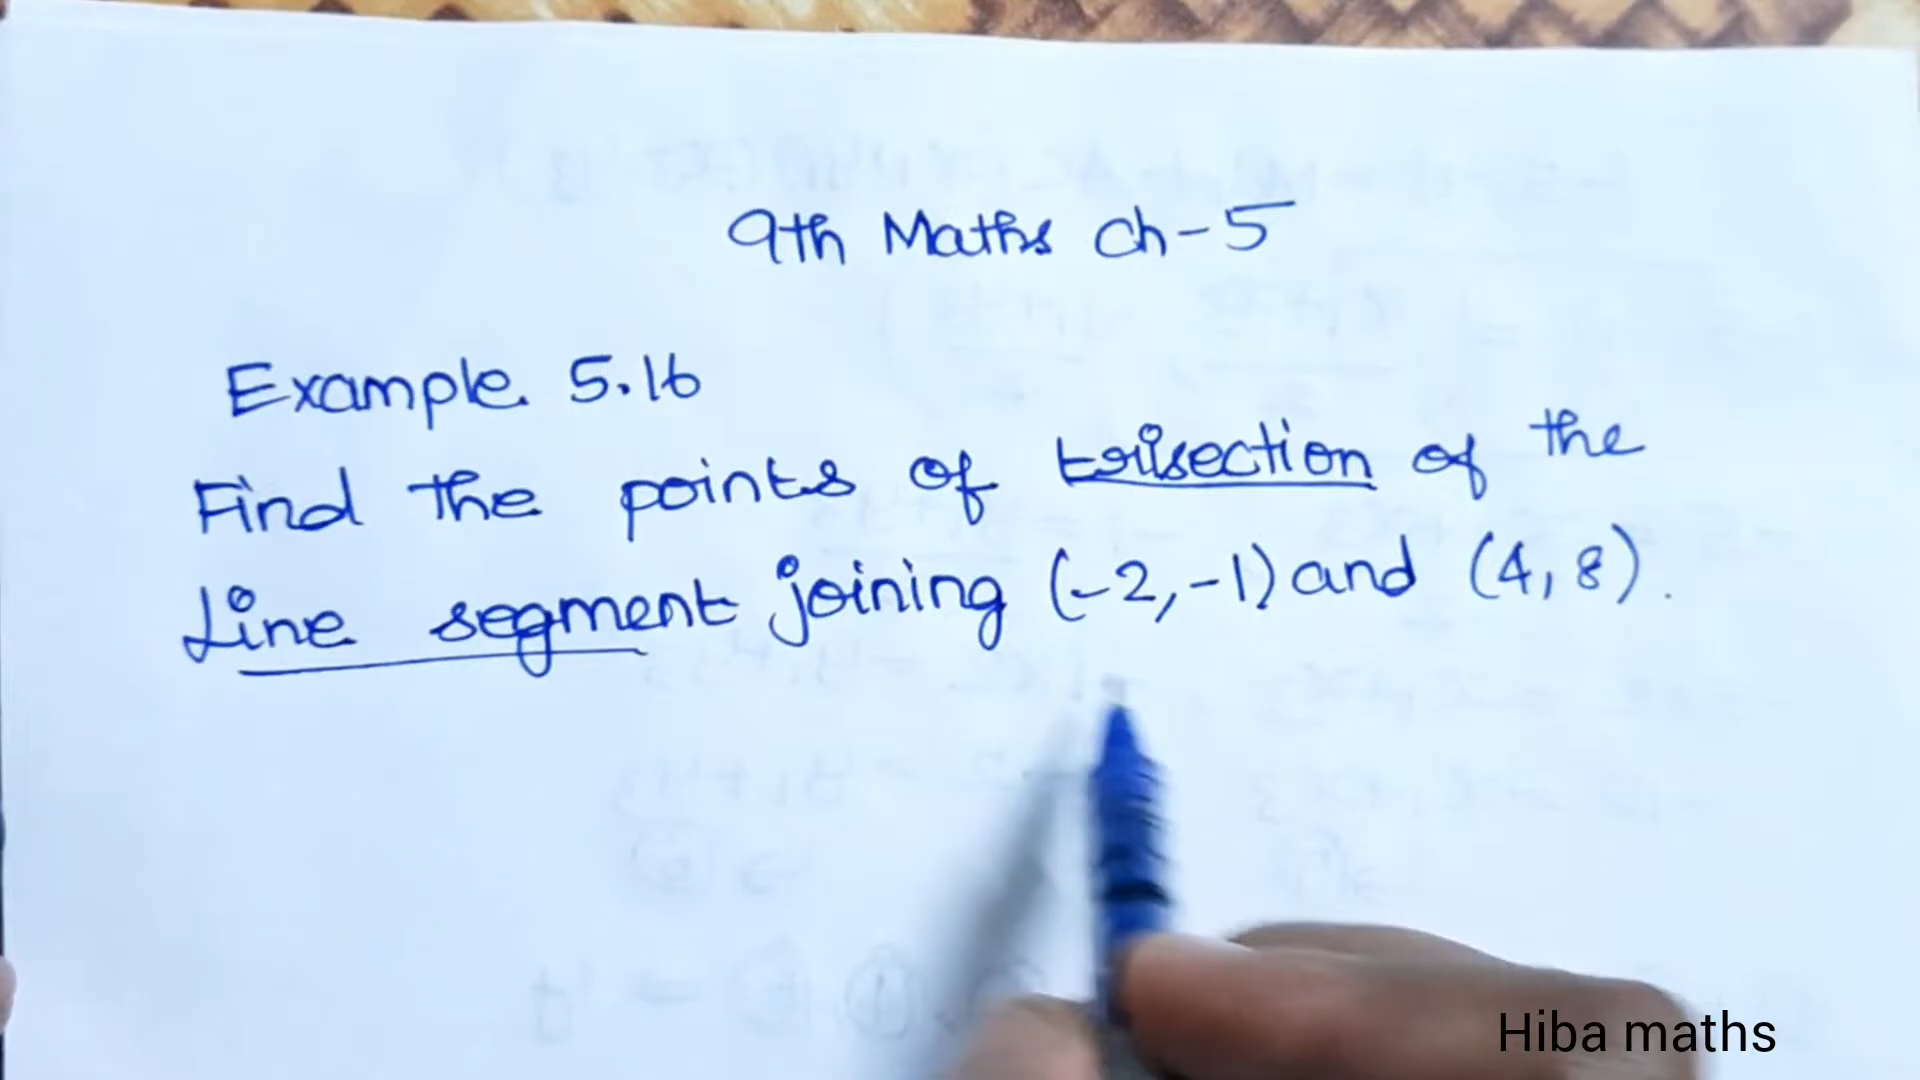 9th Maths Ch-5
Example 5.16
Find the points of trisection of the
Line segment joining (-2,-1) and (4,8).
Hiba maths